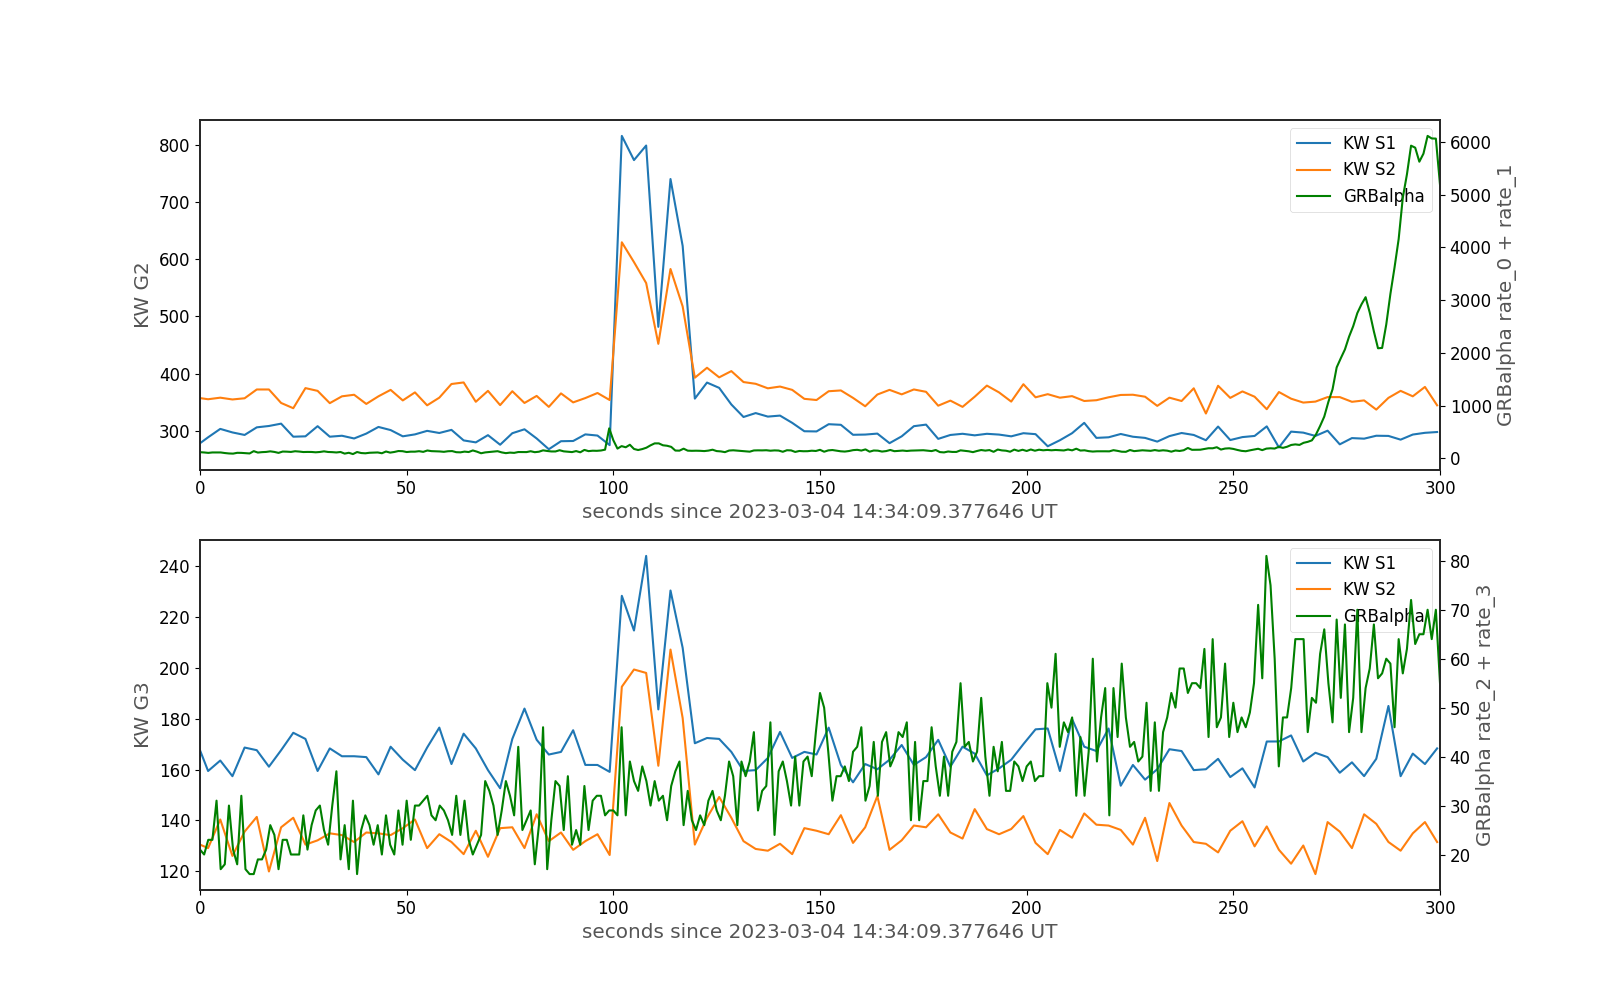 800
700
600
500
400
300
KW G2
KW S1
KW S2
GRBalpha
6000
5000
4000
3000
2000
1000
0
GRBalpha rate_0 + rate_1
0 50 100 150 200 250 300
seconds since 2023-03-04 14:34:09.377646 UT
240
220
200
180
160
140
120
KW G3
KW S1
KW S2
GRBalpha
80
70
60
50
40
30
20
GRBalpha rate_2 + rate_3
0 50 100 150 200 250 300
seconds since 2023-03-04 14:34:09.377646 UT